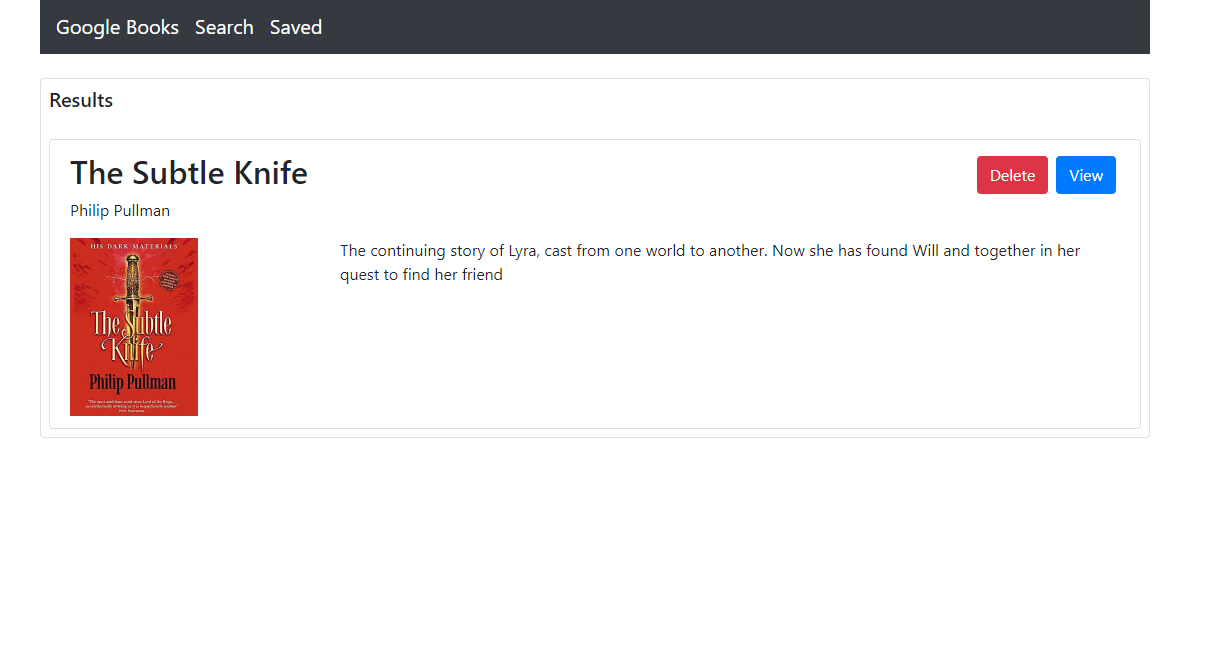 Google Books Search Saved
Results
The Subtle Knife
Delete View
Philip Pullman
HIS DARK MATERIALS
The Subtle
Knife
Philip Pullman
The continuing story of Lyra, cast from one world to another. Now she has found Will and together in her
quest to find her friend